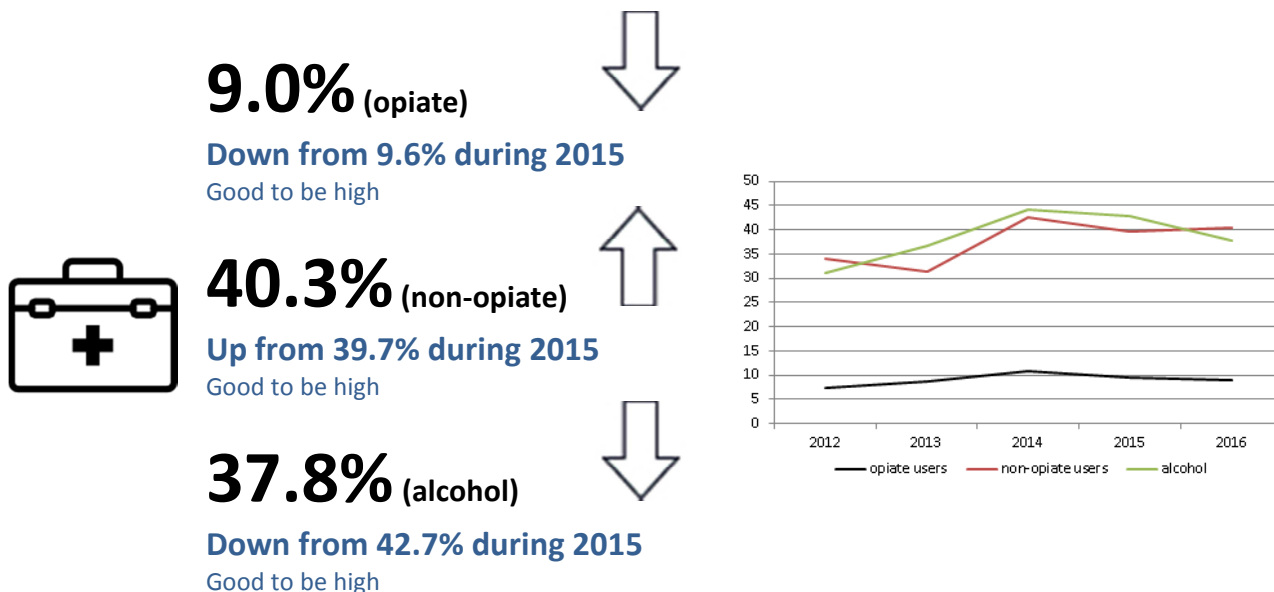 9.0% (opiate)
Down from 9.6% during 2015
Good to be high
40.3% (non-opiate)
Up from 39.7% during 2015
Good to be high
37.8% (alcohol)
Down from 42.7% during 2015
Good to be high
50
45
40
35
30
25
20
15
10
5
0
2012 2013 2014 2015 2016
opiate users non-opiate users alcohol